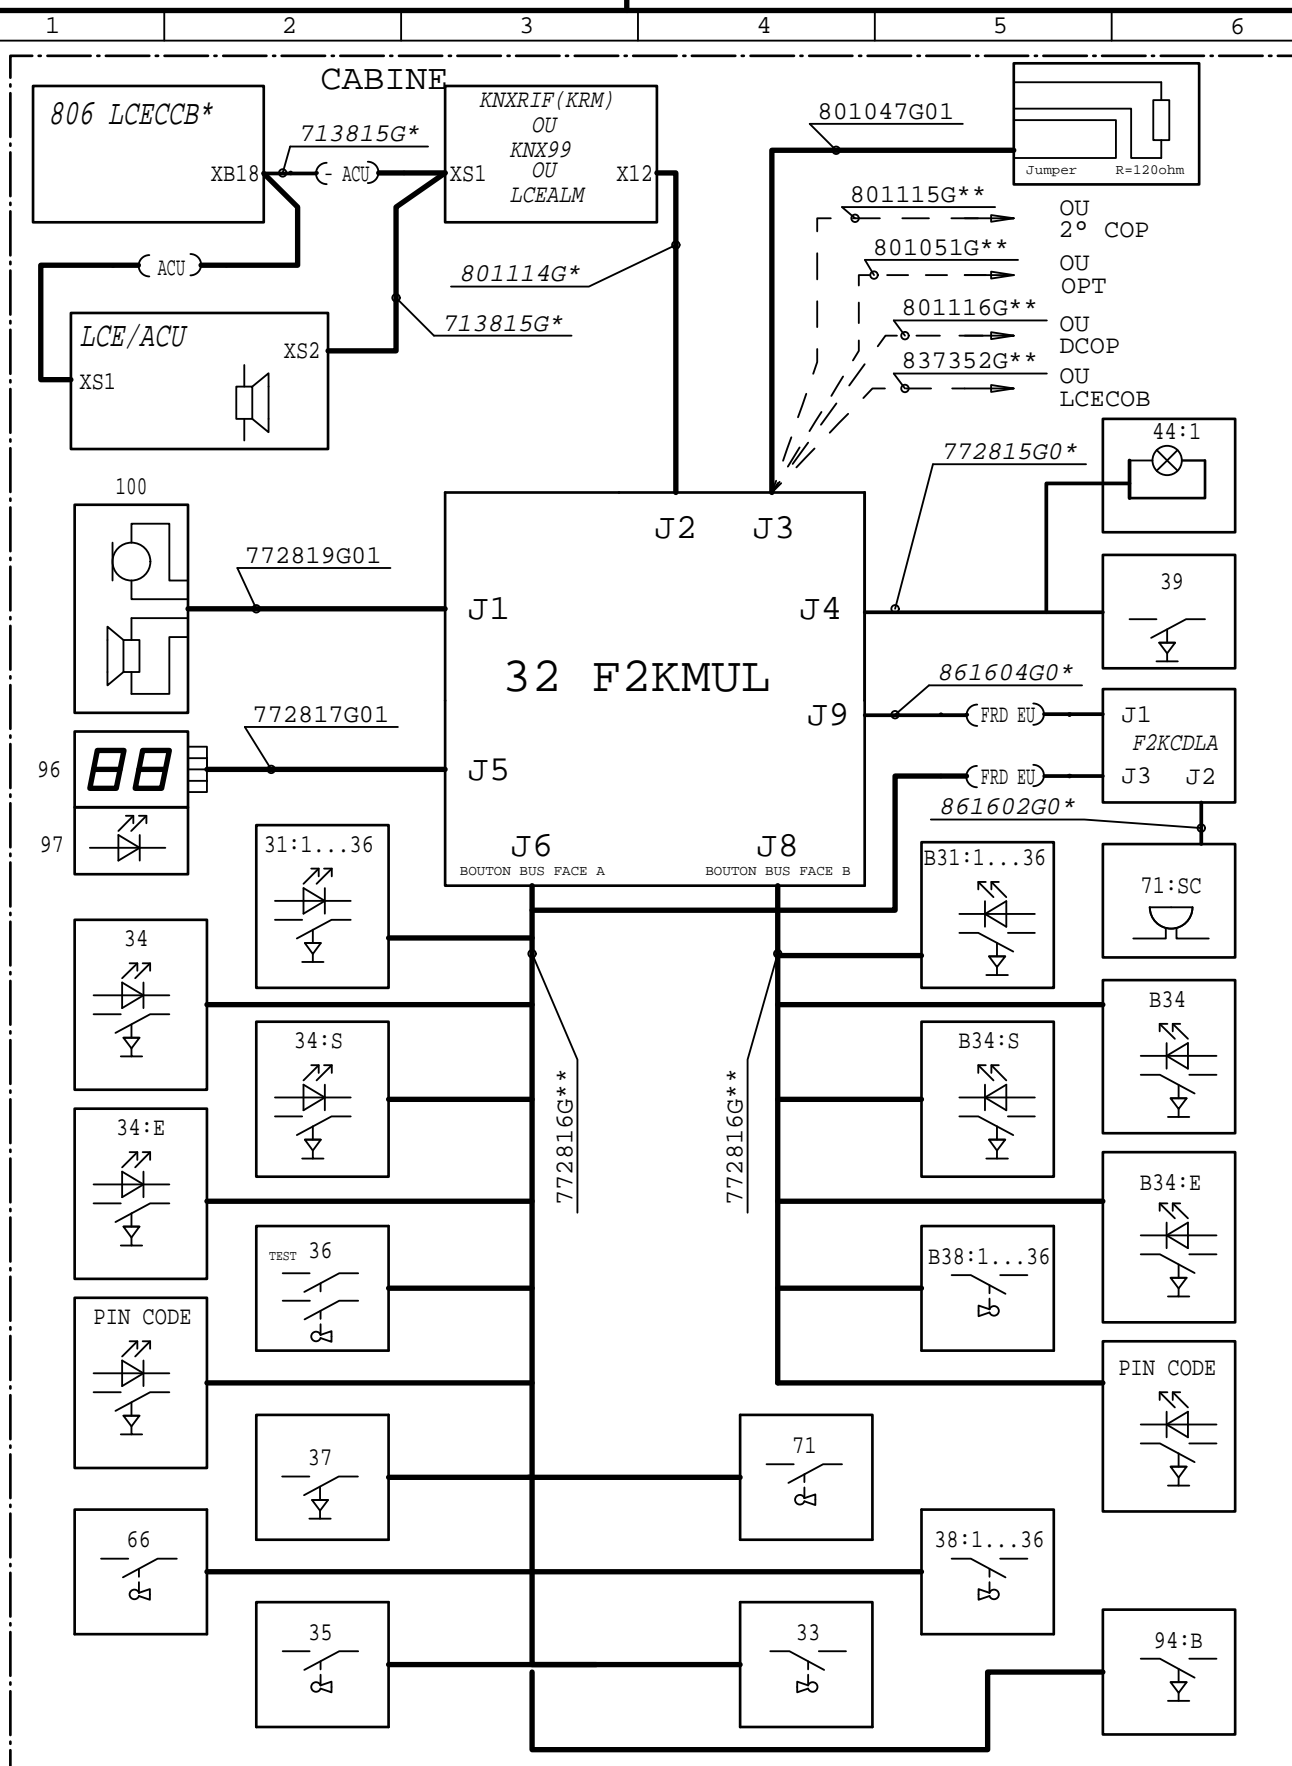 1 2 3 4 5 6
CABINE
806 LCECCB*
XB18
713815G*
- ACU
KNXRIF(KRM)
OU
KNX99
OU
LCEALM
XS1
X12
801047G01
Jumper R=120ohm
801115G**
OU
2° COP
801051G**
OU
OPT
801116G**
OU
DCOP
837352G**
OU
LCECOB
ACU
801114G*
713815G*
LCE/ACU
XS2
XS1
772815G0*
44:1
100
772819G01
J2 J3
J1
J4
39
32 F2KMUL
861604G0*
J9
FRD EU
J1
F2KCDLA
J3 J2
772817G01
96
88
J5
FRD EU
861602G0*
97
J6
BOUTON BUS FACE A
J8
BOUTON BUS FACE B
31:1...36
B31:1...36
71:SC
34
B34
34:S
B34:S
772816G**
772816G**
34:E
B34:E
TEST 36
B38:1...36
PIN CODE
PIN CODE
37
71
66
38:1...36
35
33
94:B